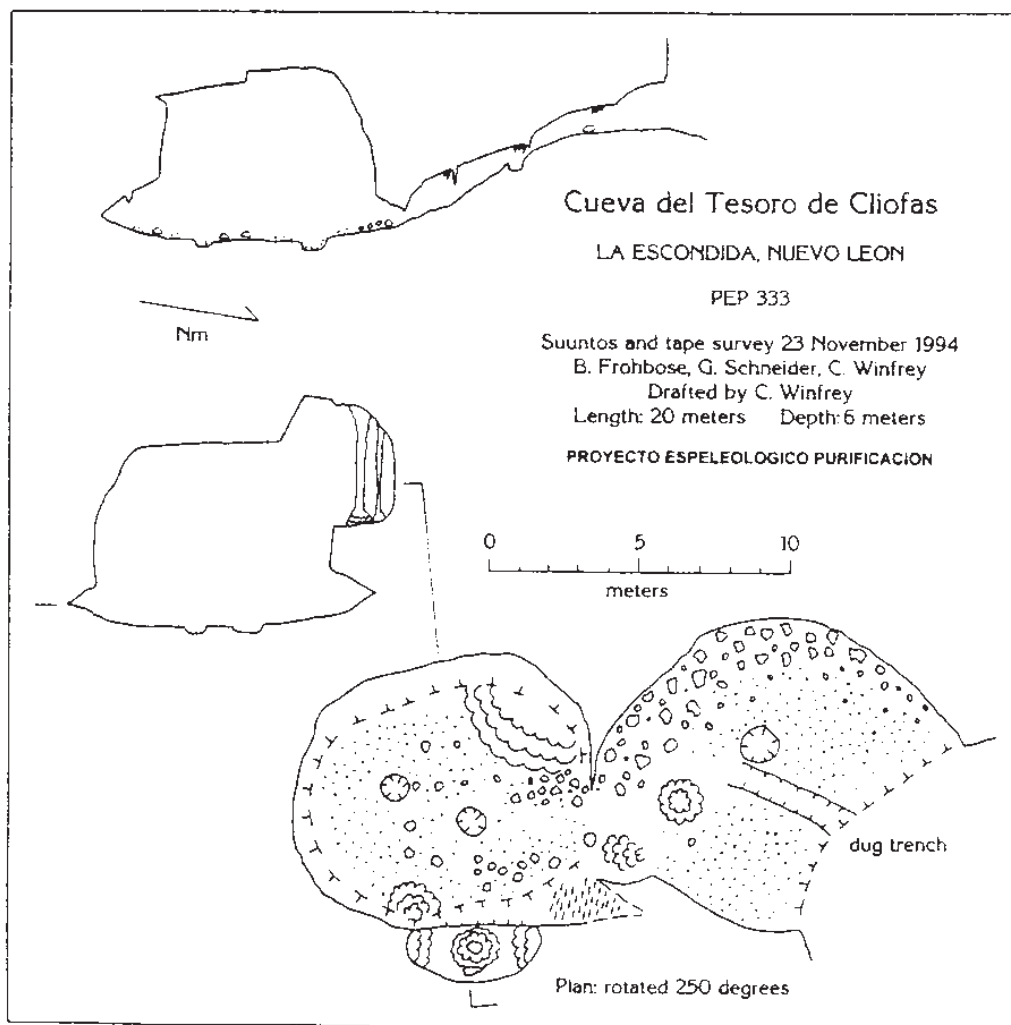 Cueva del Tesoro de Cliofas
LA ESCONDIDA, NUEVO LEON
PEP 333
Nm
Suuntos and tape survey 23 November 1994
B. Frohbose, G. Schneider, C. Winfrey
Drafted by C. Winfrey
Length: 20 meters Depth: 6 meters
PROYECTO ESPELEOLOGICO PURIFICACION
0 5 10
meters
dug trench
Plan: rotated 250 degrees